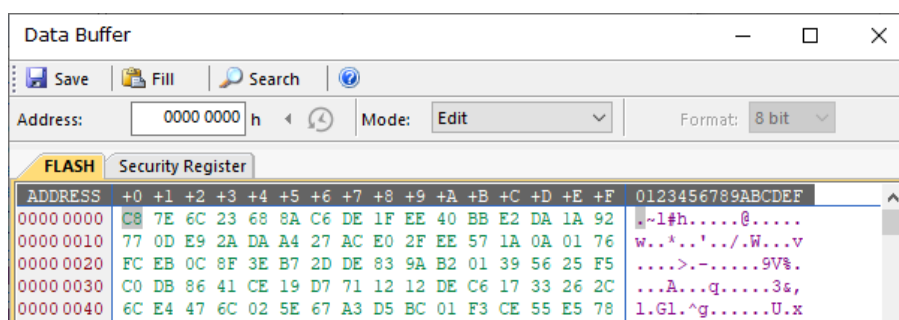 Data Buffer
Save Fill Search
Address: 0000 0000 h Mode: Edit Format: 8 bit
FLASH Security Register
ADDRESS +0 +1 +2 +3 +4 +5 +6 +7 +8 +9 +A +B +C +D +E +F 0123456789ABCDEF
0000 0000 C8 7E 6C 23 68 8A C6 DE 1F EE 40 BB E2 DA 1A 92 .~l#h.....@.....
0000 0010 77 0D E9 2A DA A4 27 AC E0 2F EE 57 1A 0A 01 76 w..*..'../.W...v
0000 0020 FC EB 0C 8F 3E B7 2D DE 83 9A B2 01 39 56 25 F5 ....>.-.....9V%.
0000 0030 C0 DB 86 41 CE 19 D7 71 12 12 DE C6 17 33 26 2C ...A...q.....3&,
0000 0040 6C E4 47 6C 02 5E 67 A3 D5 BC 01 F3 CE 55 E5 78 l.Gl.^g......U.x